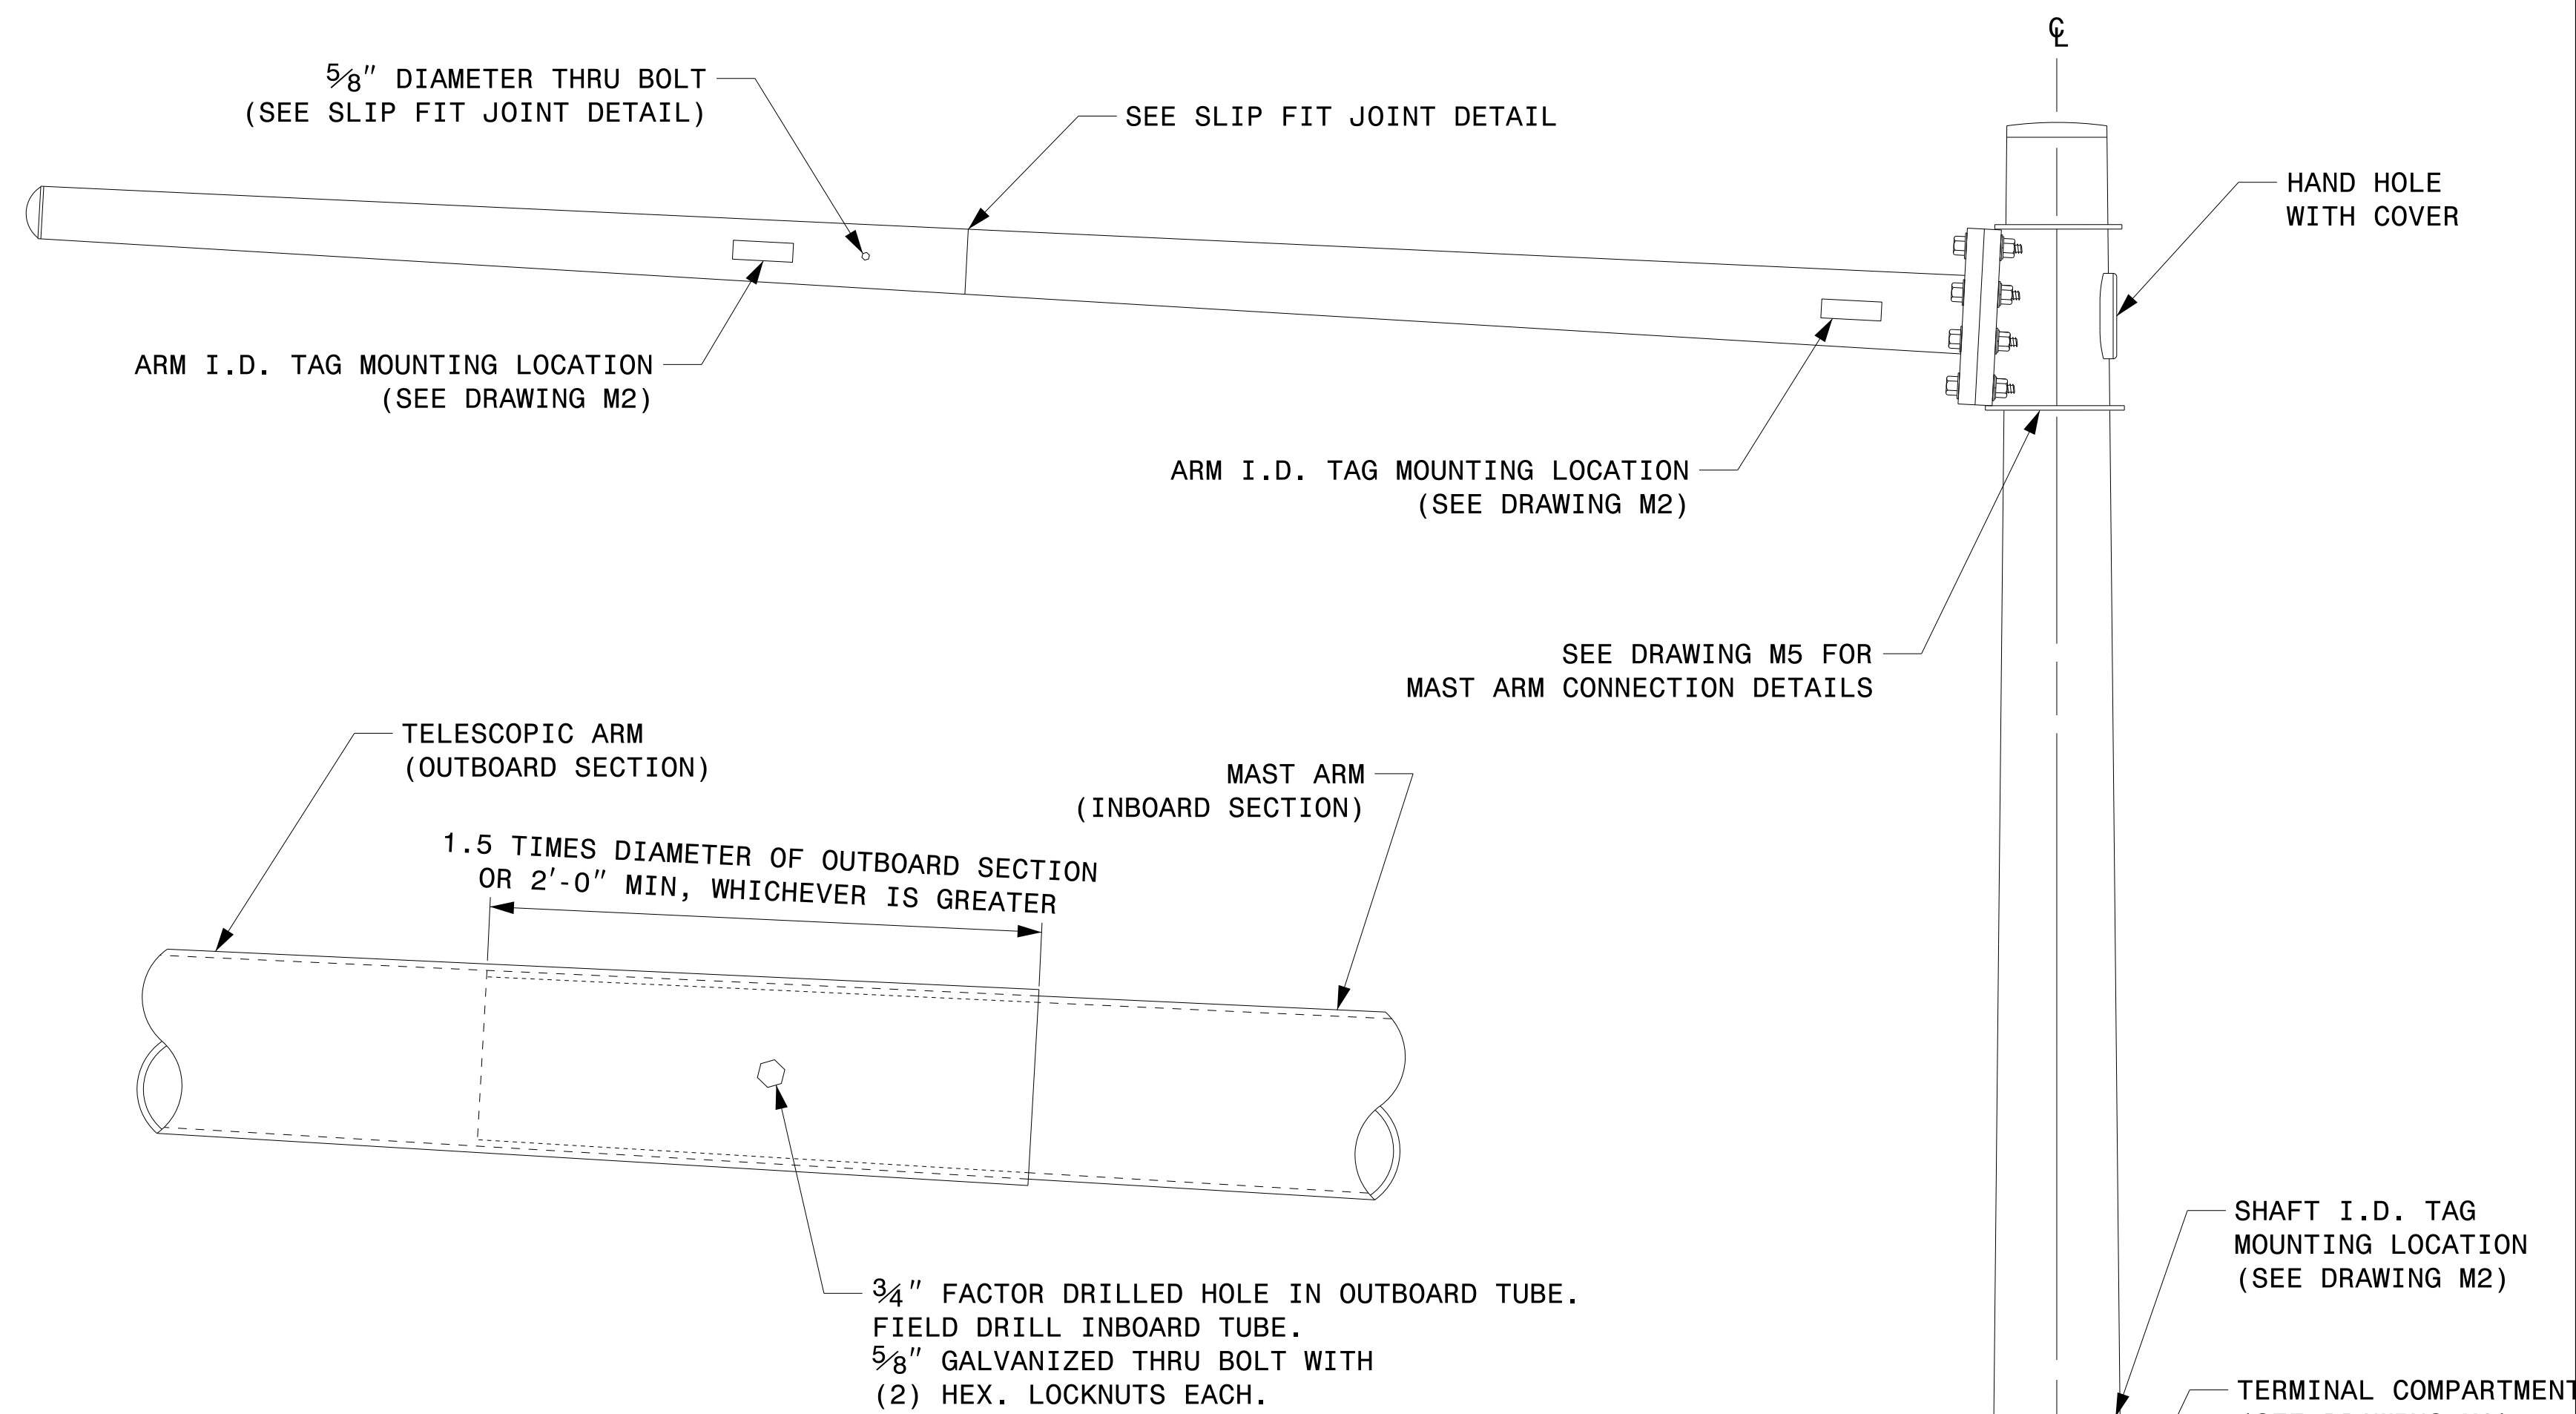 ℄
5/8" DIAMETER THRU BOLT
(SEE SLIP FIT JOINT DETAIL)
SEE SLIP FIT JOINT DETAIL
HAND HOLE
WITH COVER
ARM I.D. TAG MOUNTING LOCATION
(SEE DRAWING M2)
ARM I.D. TAG MOUNTING LOCATION
(SEE DRAWING M2)
SEE DRAWING M5 FOR
MAST ARM CONNECTION DETAILS
TELESCOPIC ARM
(OUTBOARD SECTION)
MAST ARM
(INBOARD SECTION)
1.5 TIMES DIAMETER OF OUTBOARD SECTION
OR 2'-0" MIN, WHICHEVER IS GREATER
3/4" FACTOR DRILLED HOLE IN OUTBOARD TUBE.
FIELD DRILL INBOARD TUBE.
5/8" GALVANIZED THRU BOLT WITH
(2) HEX. LOCKNUTS EACH.
SHAFT I.D. TAG
MOUNTING LOCATION
(SEE DRAWING M2)
TERMINAL COMPARTMENT